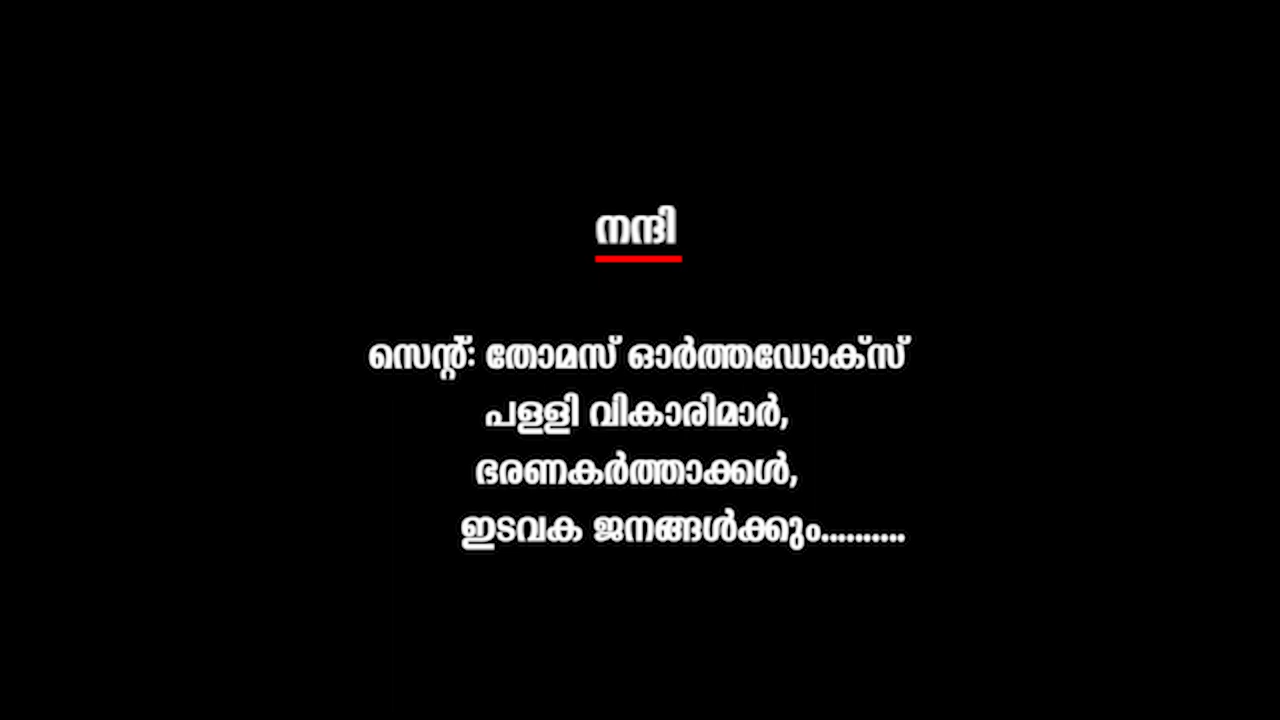 നന്ദി
സെന്റ്: തോമസ് ഓർത്തഡോക്സ്
പള്ളി വികാരിമാർ,
ഭരണകർത്താക്കൾ,
ഇടവക ജനങ്ങൾക്കും..........